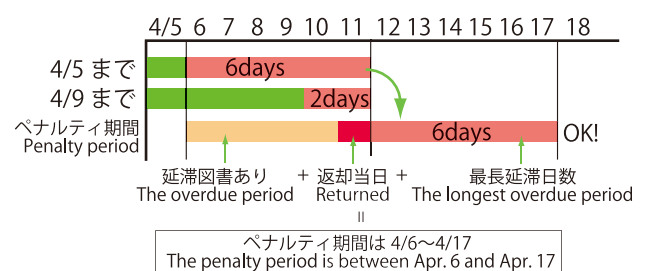 4/5 6 7 8 9 10 11 12 13 14 15 16 17 18
4/5 まで 6days
4/9 まで 2days
ペナルティ期間 6days OK!
Penalty period
延滞図書あり + 返却当日 + 最長延滞日数
The overdue period Returned The longest overdue period
=
ペナルティ期間は 4/6～4/17
The penalty period is between Apr. 6 and Apr. 17